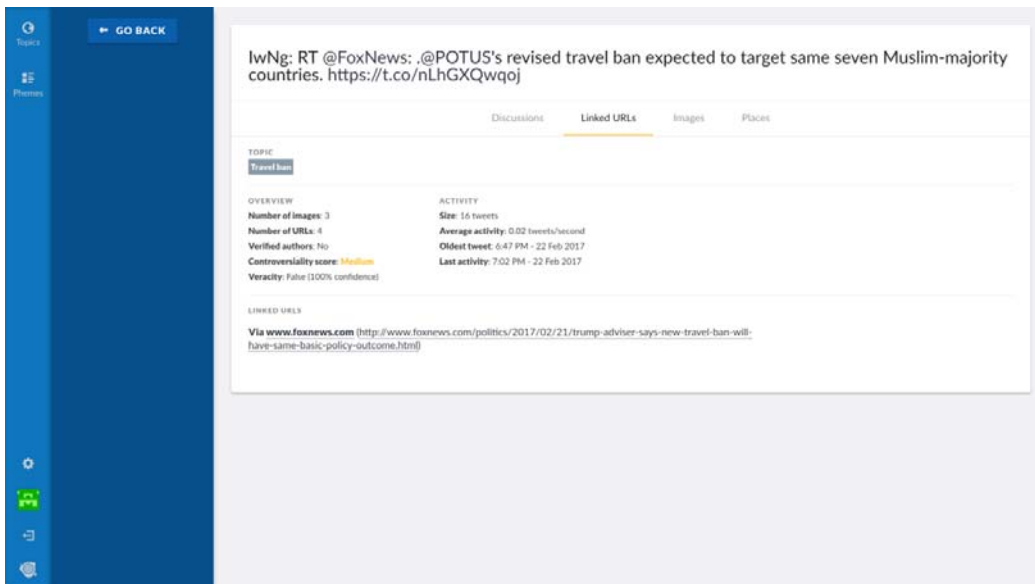 Topics
Phemes
GO BACK
IwNg: RT @FoxNews: .@POTUS's revised travel ban expected to target same seven Muslim-majority
countries. https://t.co/nLhGXQwqoj
Discussions Linked URLs Images Places
TOPIC
Travel ban
OVERVIEW
Number of images: 3
Number of URLs: 4
Verified authors: No
Controversiality score: Medium
Veracity: False (100% confidence)
ACTIVITY
Size: 16 tweets
Average activity: 0.02 tweets/second
Oldest tweet: 6:47 PM - 22 Feb 2017
Last activity: 7:02 PM - 22 Feb 2017
LINKED URLS
Via www.foxnews.com (http://www.foxnews.com/politics/2017/02/21/trump-adviser-says-new-travel-ban-will-
have-same-basic-policy-outcome.html)